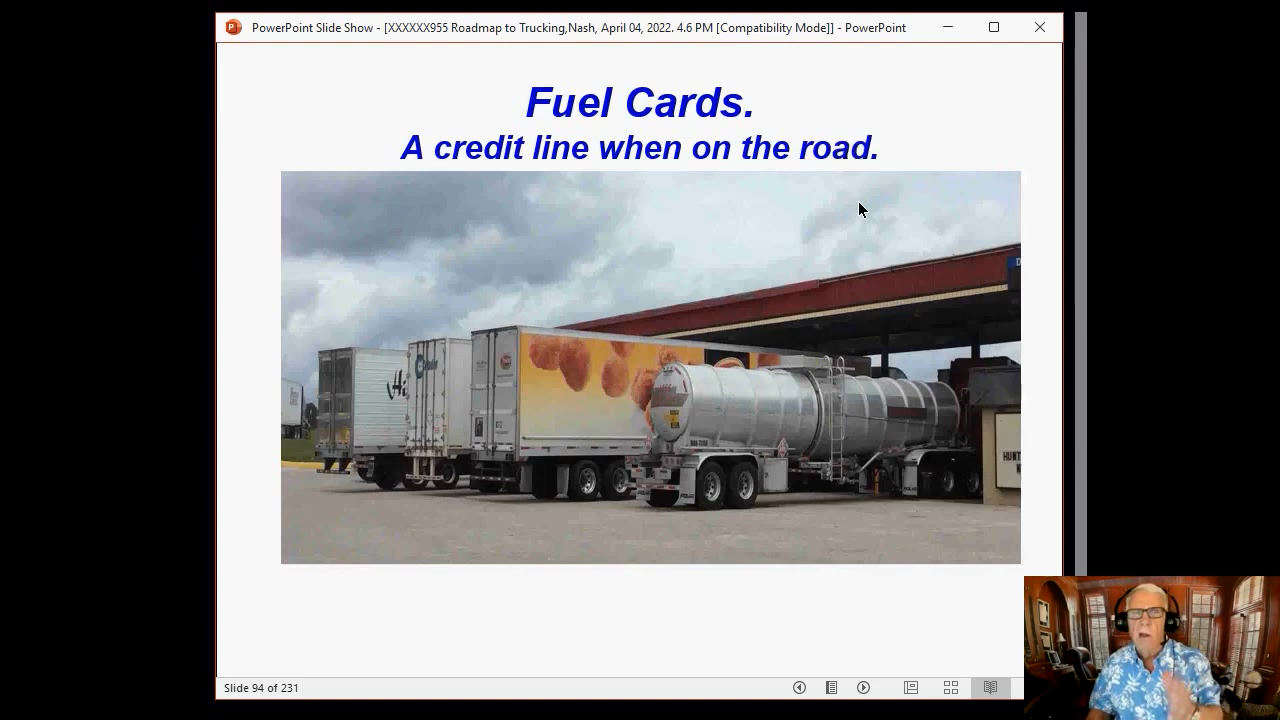 PowerPoint Slide Show - [XXXXXX955 Roadmap to Trucking,Nash, April 04, 2022. 4.6 PM [Compatibility Mode]] - PowerPoint
Fuel Cards.
A credit line when on the road.
Slide 94 of 231